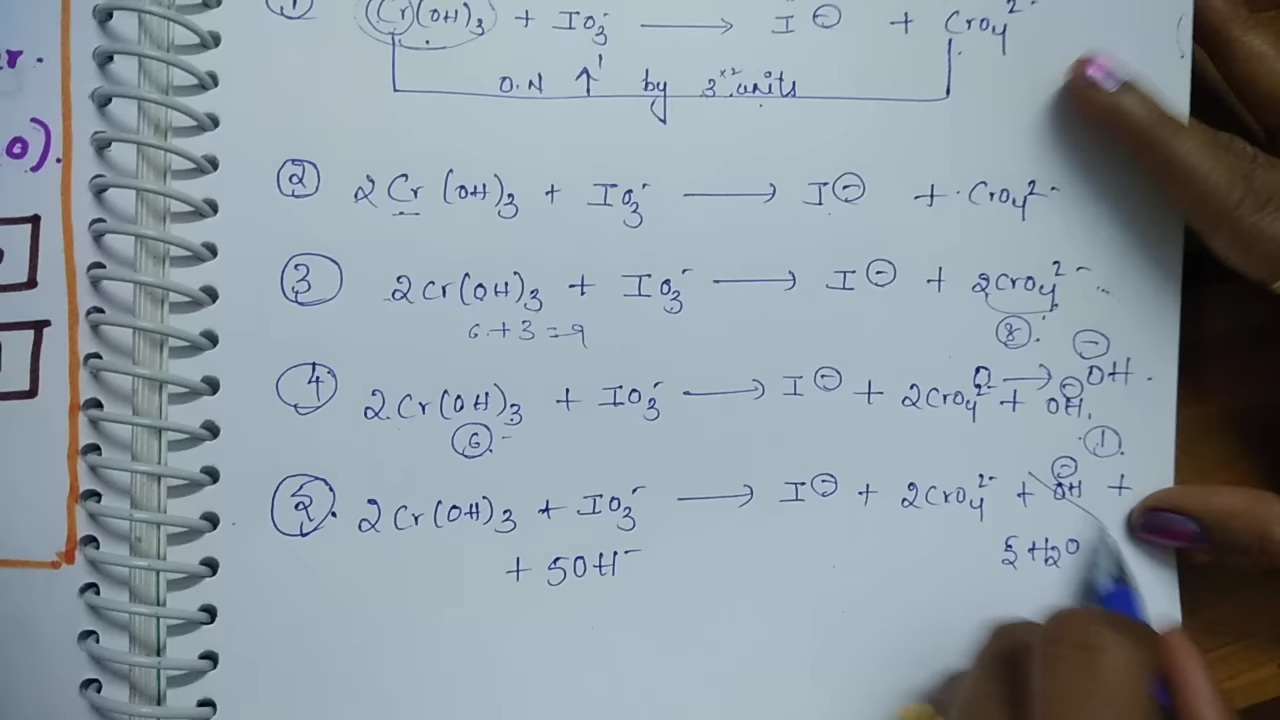 ① Cr(OH)₃ + IO₃⁻ ⟶ I⊖ + CrO₄²⁻
O.N ↑ by 3ˣ² units
r.
② 2Cr(OH)₃ + IO₃⁻ ⟶ I⊖ + CrO₄²⁻
o).
③ 2Cr(OH)₃ + IO₃⁻ ⟶ I⊖ + 2CrO₄²⁻
6+3=9 ⑧
O ⟶ ⊖OH.
④ 2Cr(OH)₃ + IO₃⁻ ⟶ I⊖ + 2CrO₄²⁻ + ⊖OH.
⑥ ①
⑤. 2Cr(OH)₃ + IO₃⁻ ⟶ I⊖ + 2CrO₄²⁻ + ⊖OH +
+ 5OH⁻ 5H₂O